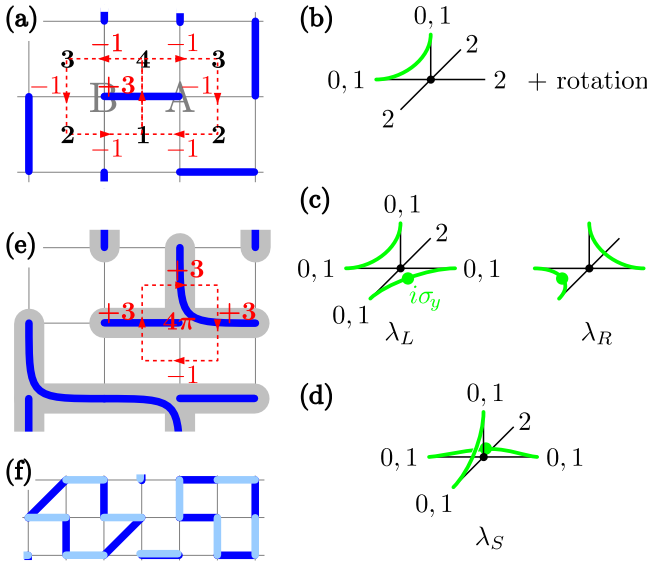 (a)
−1 −1
3 4 3
−1 +3 −1
B A
2 1 2
−1 −1
(b)
0, 1
2
0, 1 2
2
+ rotation
(c)
0, 1
2
0, 1 0, 1
iσy
0, 1
λL λR
(e)
+3
+3 4π +3
−1
(d)
0, 1
2
0, 1 0, 1
0, 1
λS
(f)